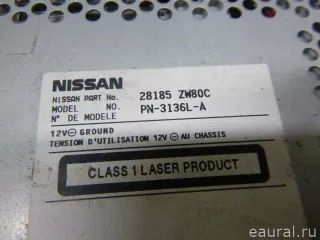 NISSAN
NISSAN PART No. 28185 ZW80C
MODEL NO. PN-3136L-A
N° DE MODELE
12V⊖ GROUND
TENSION D'UTILISATION 12V ⊖ AU CHASSIS
CLASS 1 LASER PRODUCT
eaural.ru